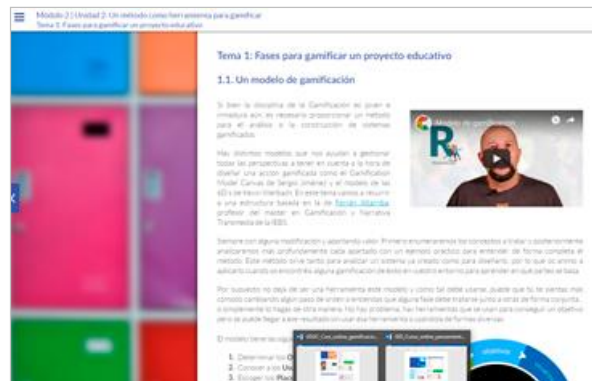 Módulo 2 | Unidad 2: Un método como herramienta para gamificar
Tema 1: Fases para gamificar un proyecto educativo
Tema 1: Fases para gamificar un proyecto educativo
1.1. Un modelo de gamificación
Si bien la disciplina de la Gamificación es joven e
inmadura aún, es necesario proporcionar un método
para el análisis o la construcción de sistemas
gamificados.
Hay distintos modelos que nos ayudan a gestionar
todas las perspectivas a tener en cuenta a la hora de
diseñar una acción gamificada como el Gamification
Model Canvas de Sergio Jiménez y el modelo de las
6D's de Kevin Werbach. En este tema vamos a recurrir
a una estructura basada en la de
profesor del máster en Gamificación y Narrativa
Transmedia de la IEBS.
Modelo de gamific
R
Siempre con alguna modificación y aportando valor. Primero enumeraremos los conceptos a tratar y posteriormente
analizaremos más profundamente cada apartado con un ejemplo práctico para entender de forma completa el
método. Este método sirve tanto para analizar un sistema ya creado como para diseñarlo, por lo que os animo a
aplicarlo cuando os encontréis alguna gamificación de éxito en vuestro entorno para aprender en qué partes se basa.
Por supuesto no deja de ser una herramienta este modelo y como tal debe usarse, puede que tú te sientas más
cómodo cambiando algún paso de orden o entiendas que alguna fase debe tratarse junto a otras de forma conjunta...
o simplemente lo hagas de otra manera. No hay problema, hay herramientas que se usan para conseguir un objetivo
pero se puede llegar a ese resultado sin usar esa herramienta o usándola de formas diversas.
El modelo tiene las sigu
1. Determinar los O
2. Conocer a los Us
3. Escoger los Plac
objetivos